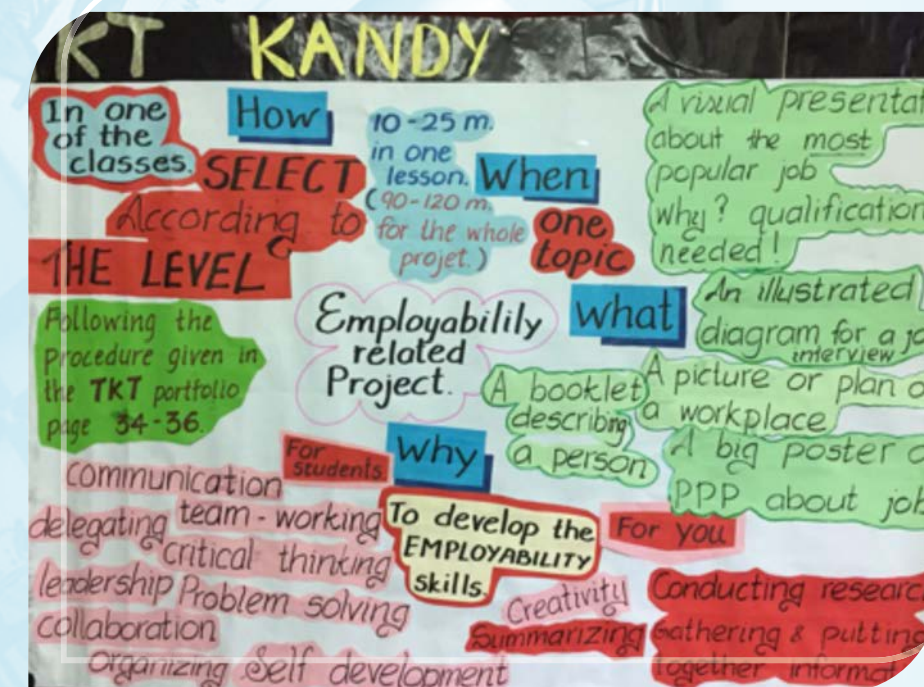 TKT KANDY
In one
of the
classes.
How
SELECT
According to
THE LEVEL
Following the
procedure given in
the TKT portfolio
page 34-36.
10-25 m.
in one
lesson.
(90-120 m.
for the whole
projet.)
When
one
topic
Employabilily
related
Project.
What
A visual presentat
about the most
popular job
why? qualification
needed!
An illustrated
diagram for a jo
interview
A picture or plan o
a workplace
A booklet
describing
a person
A big poster o
PPP about job
Why
To develop the
EMPLOYABILITY
skills.
For
students
communication
delegating team-working
critical thinking
leadership Problem solving
collaboration
organizing Self development
For you
Creativity
Conducting researc
Summarizing Gathering & putting
together informat